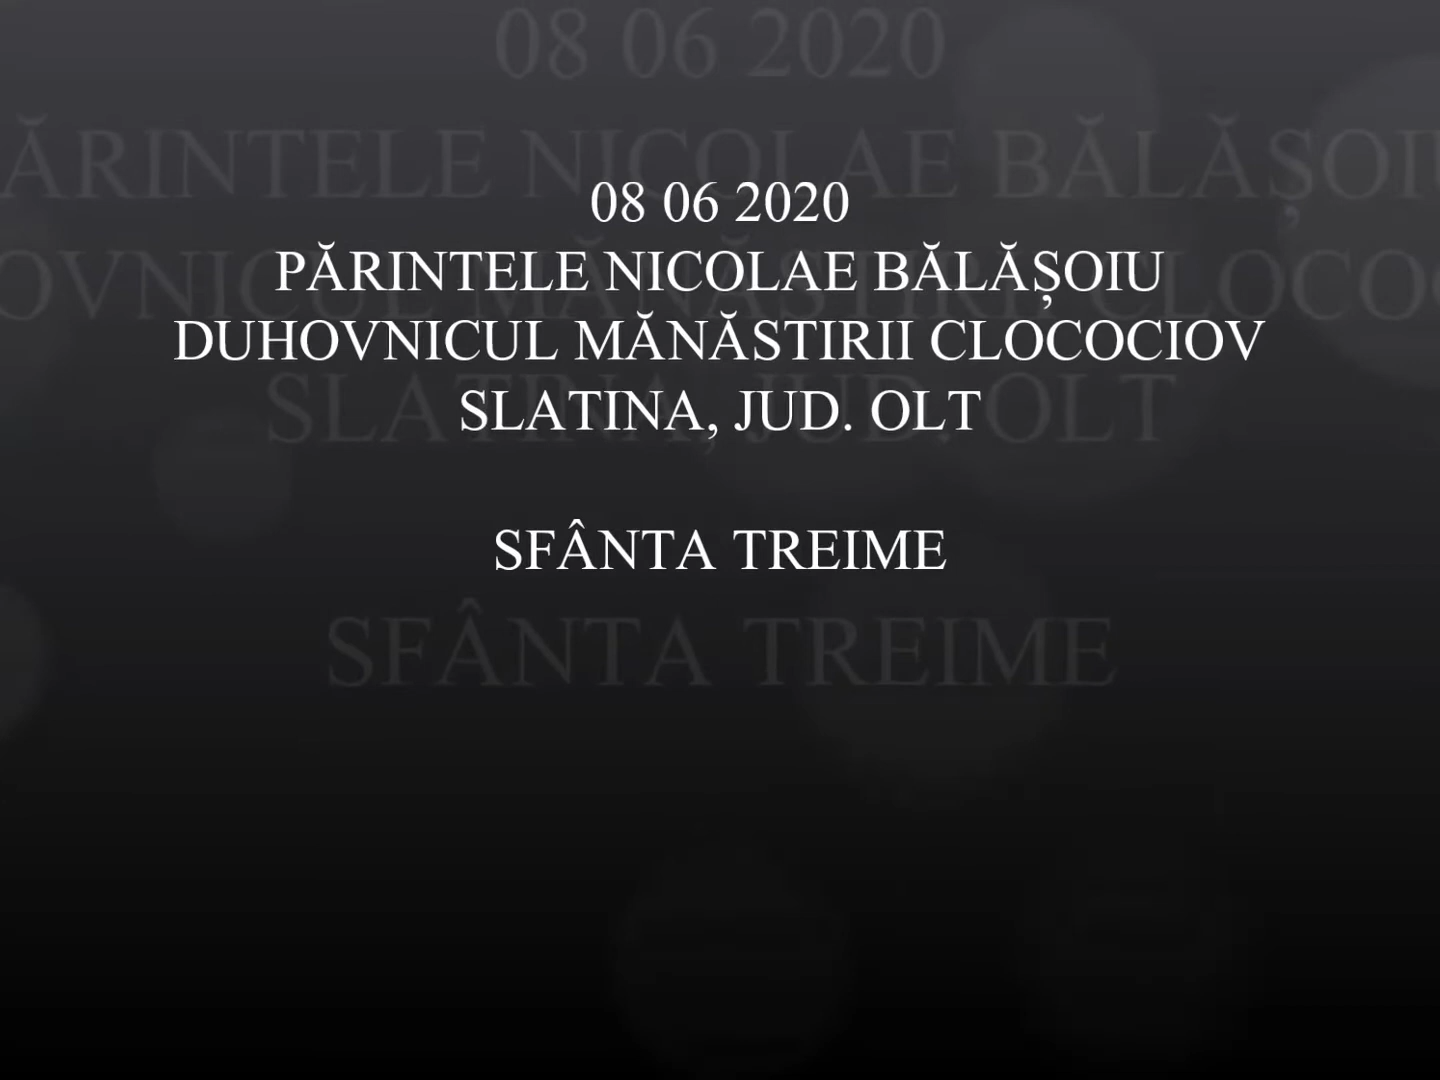 08 06 2020
PĂRINTELE NICOLAE BĂLĂȘOIU
DUHOVNICUL MĂNĂSTIRII CLOCOCIOV
SLATINA, JUD. OLT
SFÂNTA TREIME